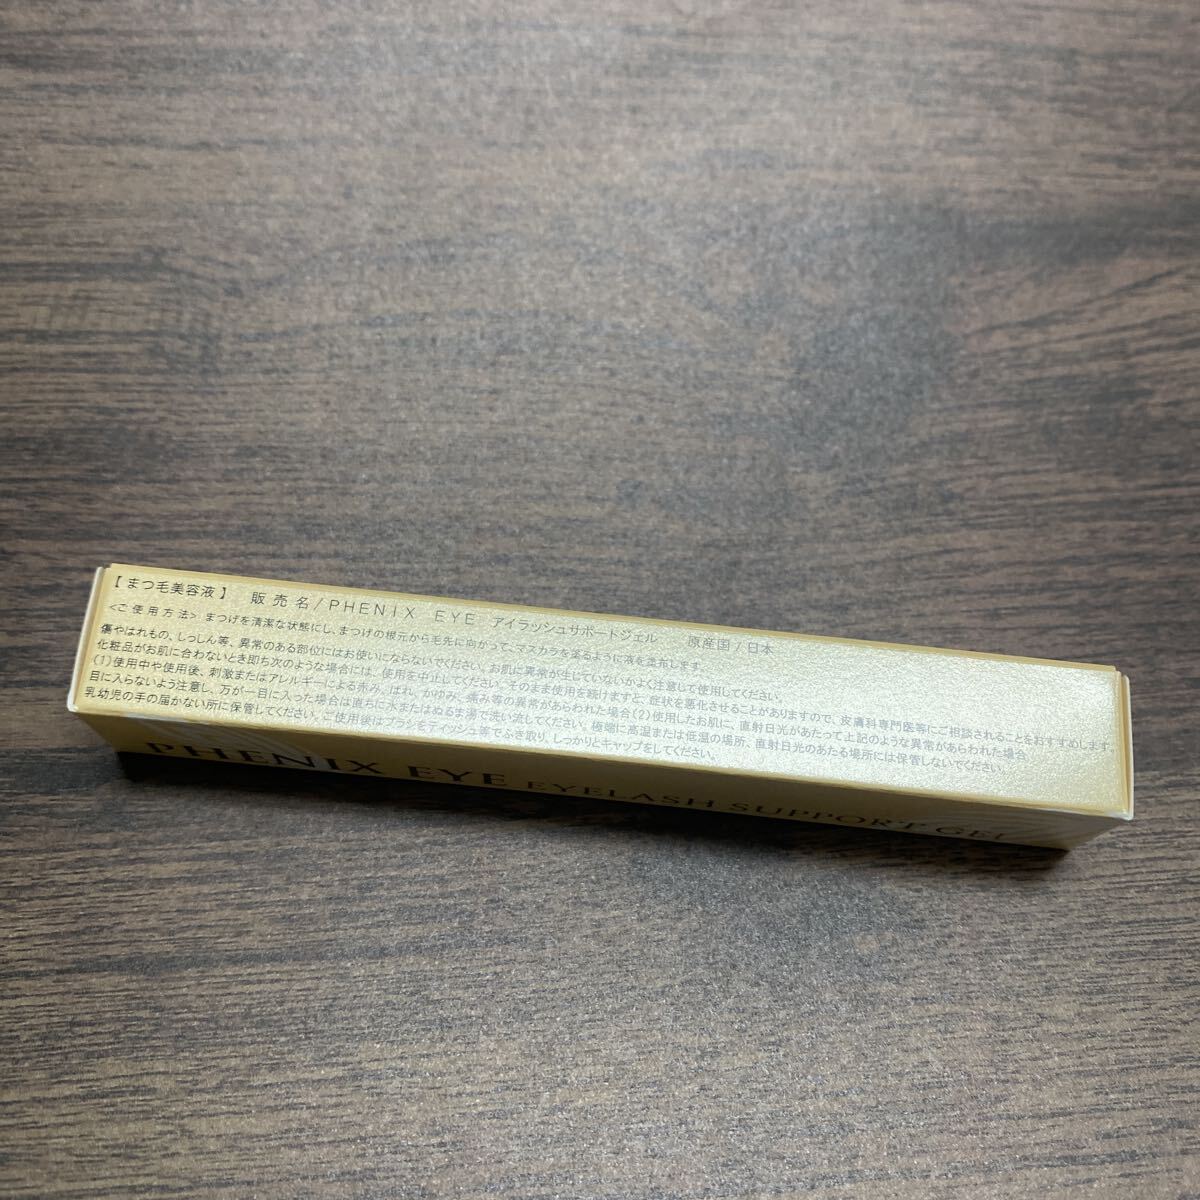 【まつ毛美容液】 販売名/PHENIX EYE アイラッシュサポートジェル 原産国/日本
<ご使用方法> まつげを清潔な状態にし、まつげの根元から毛先に向かって、マスカラを塗るように液を塗布します。
傷やはれもの、しっしん等、異常のある部位にはお使いにならないでください。お肌に異常が生じていないかよく注意して使用してください。
化粧品がお肌に合わないとき即ち次のような場合には、使用を中止してください。そのまま使用を続けますと、症状を悪化させることがありますので、皮膚科専門医等にご相談されることをおすすめします。
(1)使用中や使用後、刺激またはアレルギーによる赤み、はれ、かゆみ、痛み等の異常があらわれた場合(2)使用したお肌に、直射日光があたって上記のような異常があらわれた場合
目に入らないよう注意し、万が一目に入った場合は直ちに水またはぬるま湯で洗い流してください。極端に高温または低温の場所、直射日光のあたる場所には保管しないでください。
乳幼児の手の届かない所に保管してください。ご使用後はブラシをティッシュ等でふき取り、しっかりとキャップをしてください。
PHENIX EYE EYELASH SUPPORT GEL